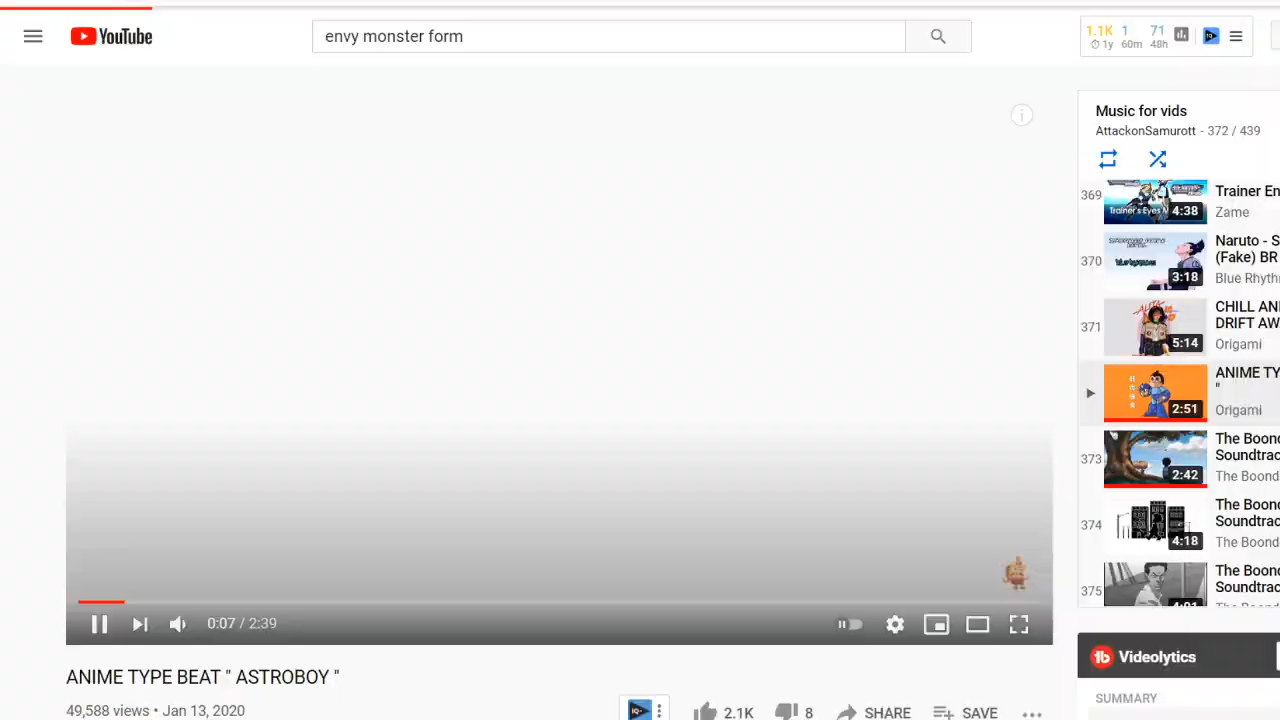 YouTube
envy monster form
1.1K 1 71
1y 60m 48h
Music for vids
AttackonSamurott - 372 / 439
369
Trainer's Eyes M
4:38
Trainer En
Zame
370
3:18
Naruto - S
(Fake) BR
Blue Rhyth
371
5:14
CHILL ANI
DRIFT AW
Origami
2:51
ANIME TY
"
Origami
373
2:42
The Boond
Soundtrac
The Boonda
374
4:18
The Boond
Soundtrac
The Boonda
375
The Boond
Soundtrac
0:07 / 2:39
ANIME TYPE BEAT " ASTROBOY "
49,588 views • Jan 13, 2020
2.1K
8
SHARE
SAVE
Videolytics
SUMMARY